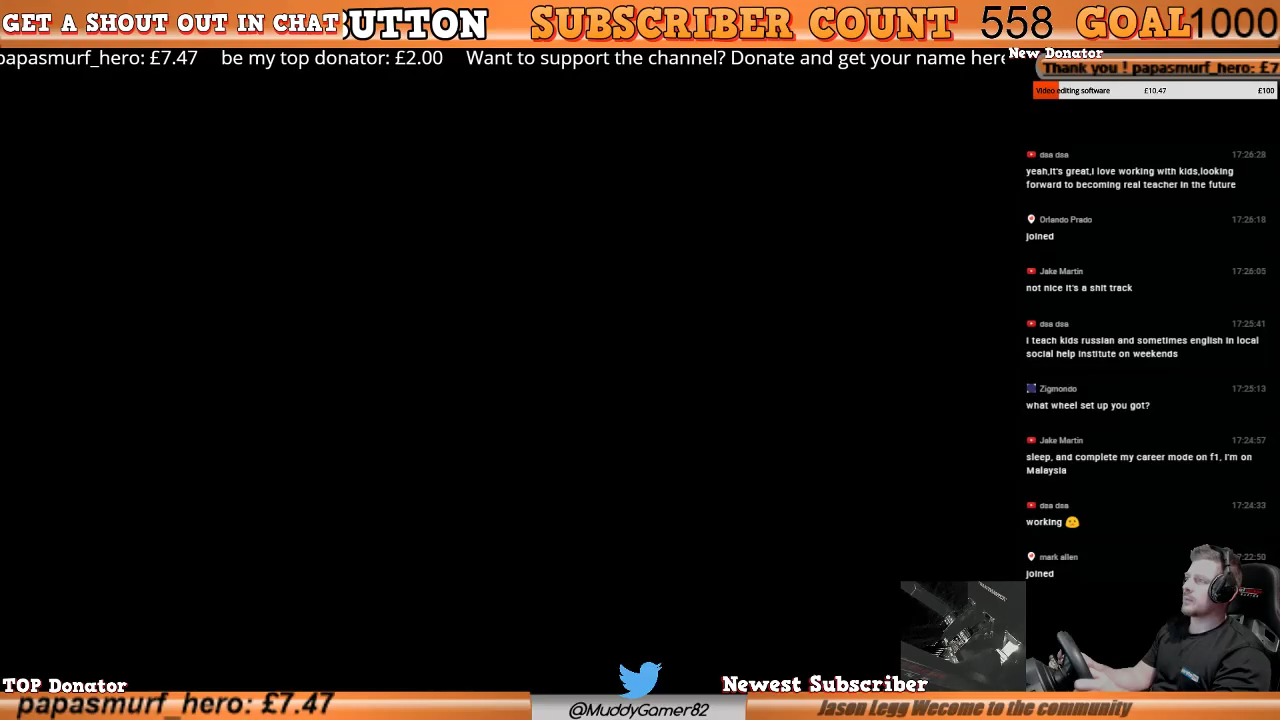 GET A SHOUT OUT IN CHAT BUTTON SUBSCRIBER COUNT 558 GOAL 1000
papasmurf_hero: £7.47 be my top donator: £2.00 Want to support the channel? Donate and get your name here
New Donator
Thank you ! papasmurf_hero: £7
Video editing software £10.47 £100
dsa dsa 17:26:28
yeah,it's great,i love working with kids,looking
forward to becoming real teacher in the future
Orlando Prado 17:26:18
joined
Jake Martin 17:26:05
not nice it's a shit track
dsa dsa 17:25:41
i teach kids russian and sometimes english in local
social help institute on weekends
Zigmondo 17:25:13
what wheel set up you got?
Jake Martin 17:24:57
sleep, and complete my career mode on f1, I'm on
Malaysia
dsa dsa 17:24:33
working
mark allen 7:22:50
joined
TOP Donator
papasmurf_hero: £7.47
@MuddyGamer82
Newest Subscriber
Jason Legg Wecome to the community